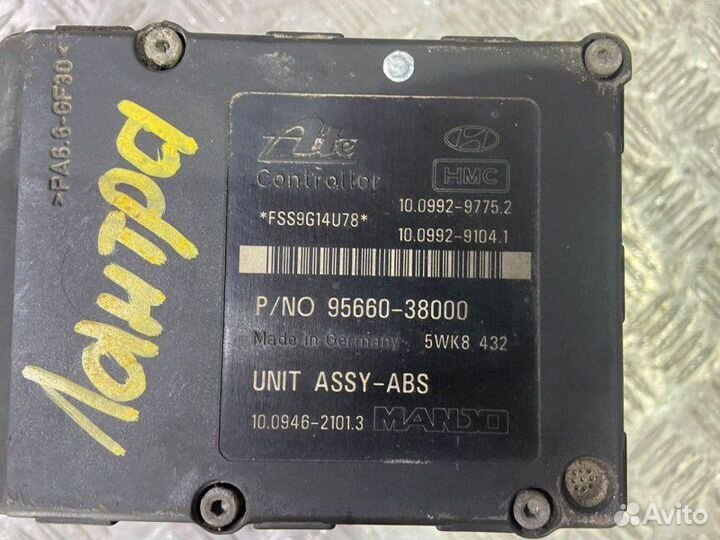 >PA6.6-GF30<
Лантра
Ate
Controller
HMC
*FSS9G14U78*
10.0992-9775.2
10.0992-9104.1
P/NO 95660-38000
Made in Germany 5WK8 432
UNIT ASSY-ABS
10.0946-2101.3 MANDO
Avito